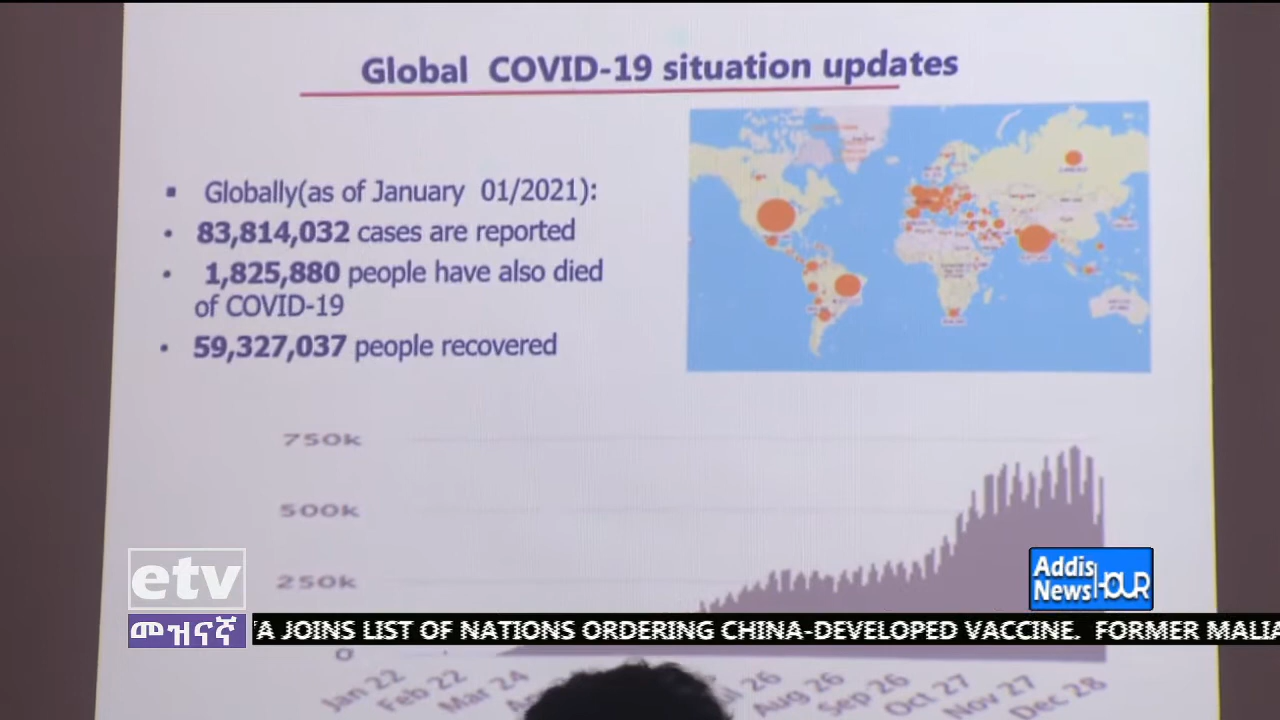 Global COVID-19 situation updates
▪ Globally(as of January 01/2021):
• 83,814,032 cases are reported
• 1,825,880 people have also died
of COVID-19
• 59,327,037 people recovered
750k
500k
250k
0
Jan 22
Feb 22
Mar 24
Aug 26
Sep 26
Oct 27
Nov 27
Dec 28
etv
መዝናኛ
Addis
News HOUR
A JOINS LIST OF NATIONS ORDERING CHINA-DEVELOPED VACCINE. FORMER MALIA